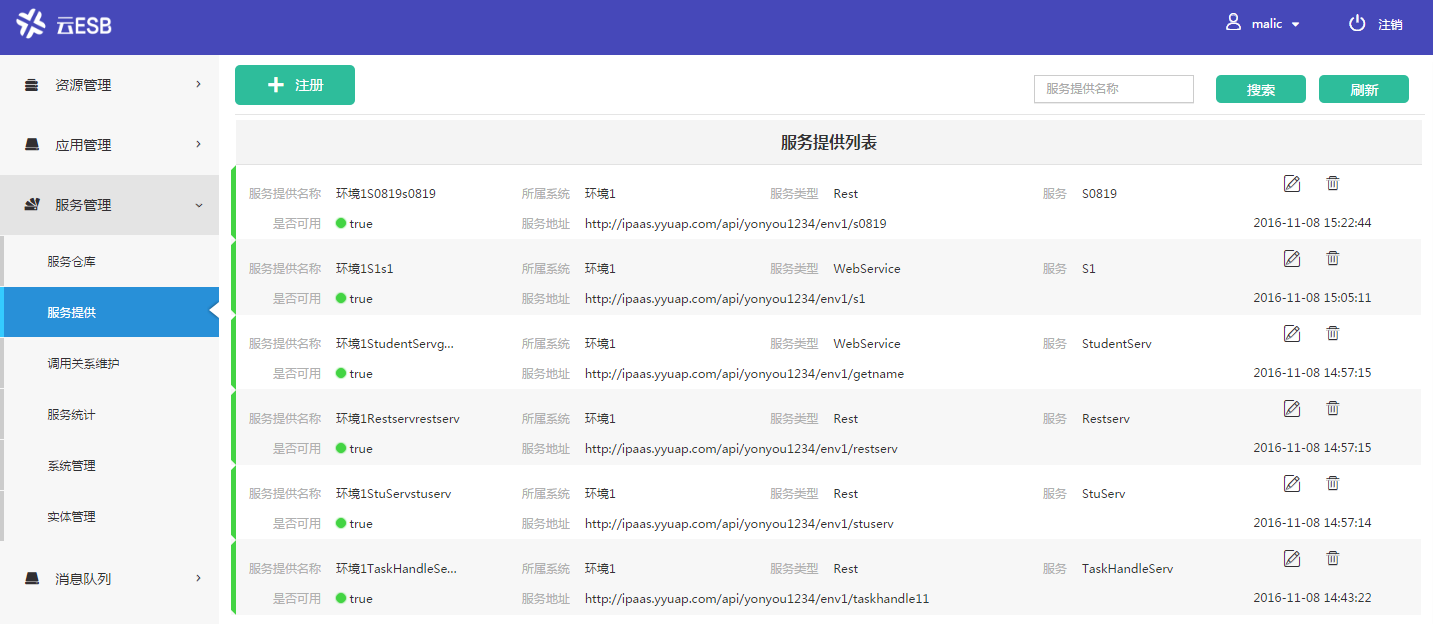 云ESB
malic
注销
资源管理
应用管理
服务管理
服务仓库
服务提供
调用关系维护
服务统计
系统管理
实体管理
消息队列
注册
服务提供名称
搜索
刷新
服务提供列表
服务提供名称 环境1S0819s0819 所属系统 环境1 服务类型 Rest 服务 S0819
是否可用 true 服务地址 http://ipaas.yyuap.com/api/yonyou1234/env1/s0819 2016-11-08 15:22:44
服务提供名称 环境1S1s1 所属系统 环境1 服务类型 WebService 服务 S1
是否可用 true 服务地址 http://ipaas.yyuap.com/api/yonyou1234/env1/s1 2016-11-08 15:05:11
服务提供名称 环境1StudentServg... 所属系统 环境1 服务类型 WebService 服务 StudentServ
是否可用 true 服务地址 http://ipaas.yyuap.com/api/yonyou1234/env1/getname 2016-11-08 14:57:15
服务提供名称 环境1Restservrestserv 所属系统 环境1 服务类型 Rest 服务 Restserv
是否可用 true 服务地址 http://ipaas.yyuap.com/api/yonyou1234/env1/restserv 2016-11-08 14:57:15
服务提供名称 环境1StuServstuserv 所属系统 环境1 服务类型 Rest 服务 StuServ
是否可用 true 服务地址 http://ipaas.yyuap.com/api/yonyou1234/env1/stuserv 2016-11-08 14:57:14
服务提供名称 环境1TaskHandleSe... 所属系统 环境1 服务类型 Rest 服务 TaskHandleServ
是否可用 true 服务地址 http://ipaas.yyuap.com/api/yonyou1234/env1/taskhandle11 2016-11-08 14:43:22